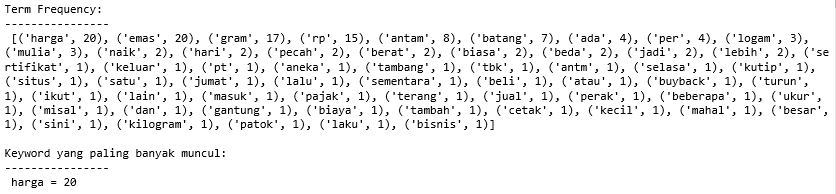 Term Frequency:
----------------
[('harga', 20), ('emas', 20), ('gram', 17), ('rp', 15), ('antam', 8), ('batang', 7), ('ada', 4), ('per', 4), ('logam', 3),
('mulia', 3), ('naik', 2), ('hari', 2), ('pecah', 2), ('berat', 2), ('biasa', 2), ('beda', 2), ('jadi', 2), ('lebih', 2), ('se
rtifikat', 1), ('keluar', 1), ('pt', 1), ('aneka', 1), ('tambang', 1), ('tbk', 1), ('antm', 1), ('selasa', 1), ('kutip', 1),
('situs', 1), ('satu', 1), ('jumat', 1), ('lalu', 1), ('sementara', 1), ('beli', 1), ('atau', 1), ('buyback', 1), ('turun',
1), ('ikut', 1), ('lain', 1), ('masuk', 1), ('pajak', 1), ('terang', 1), ('jual', 1), ('perak', 1), ('beberapa', 1), ('ukur',
1), ('misal', 1), ('dan', 1), ('gantung', 1), ('biaya', 1), ('tambah', 1), ('cetak', 1), ('kecil', 1), ('mahal', 1), ('besar',
1), ('sini', 1), ('kilogram', 1), ('patok', 1), ('laku', 1), ('bisnis', 1)]
Keyword yang paling banyak muncul:
----------------
harga = 20